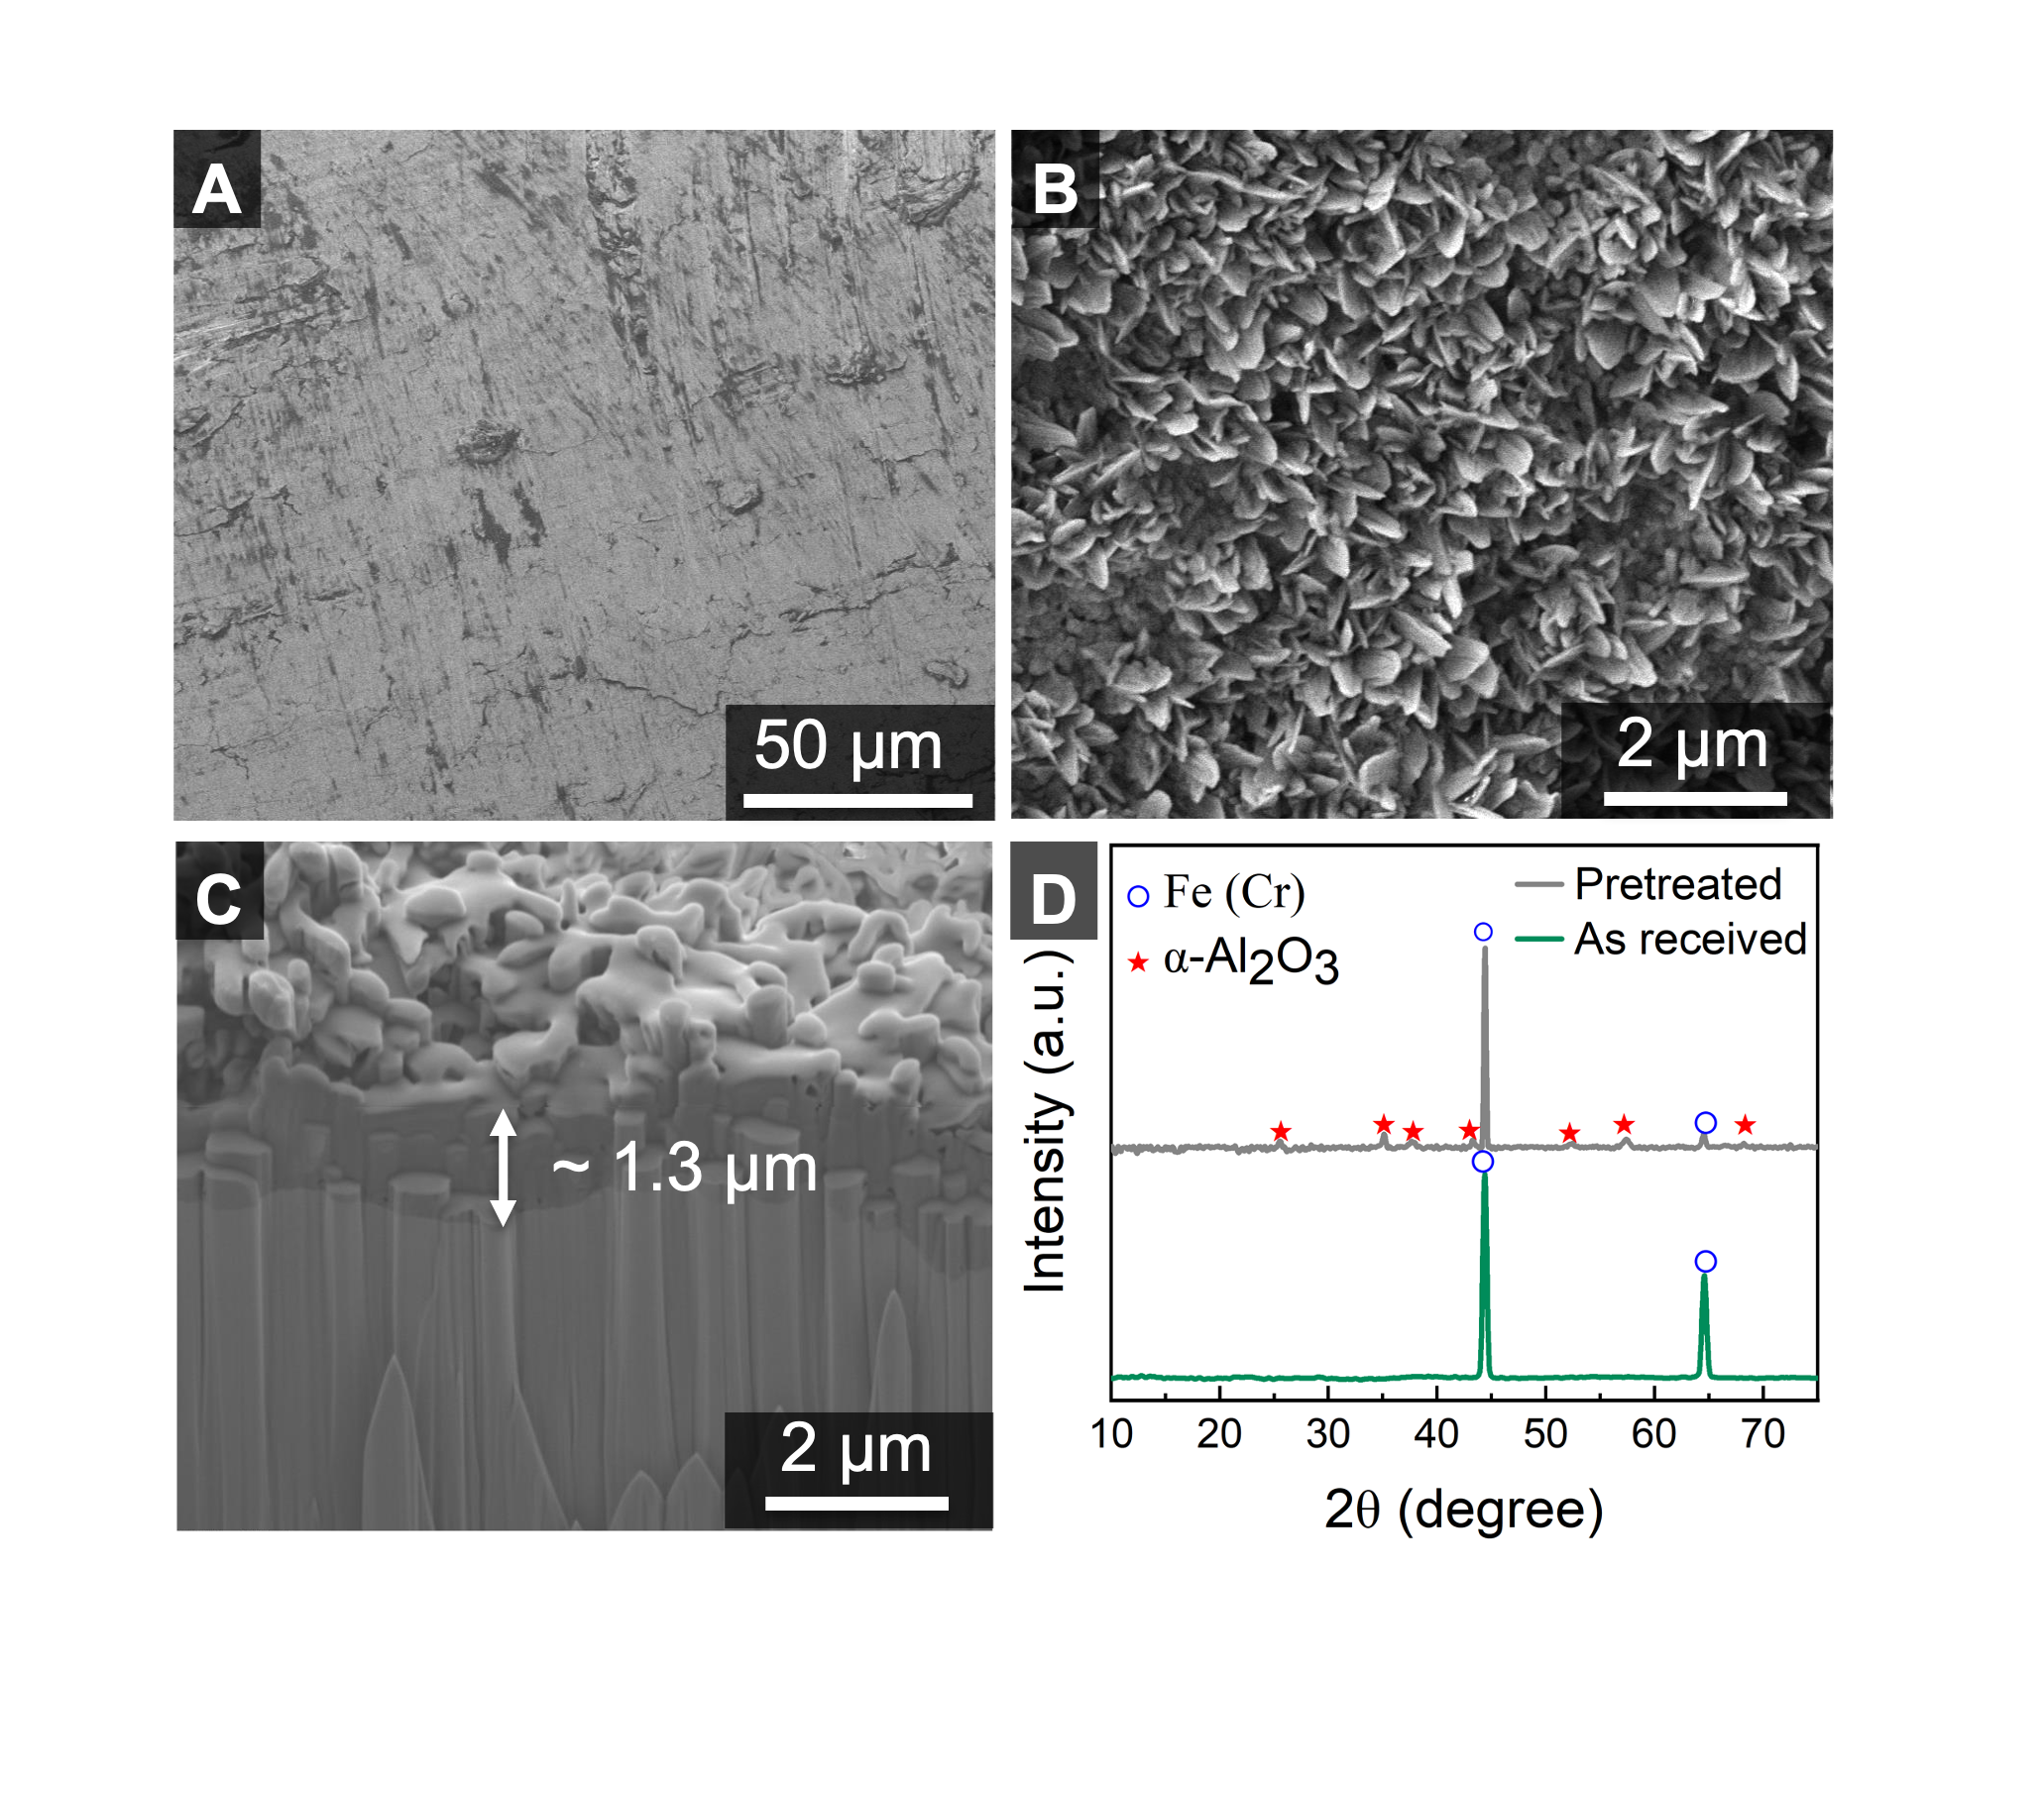 A
50 µm
B
2 µm
C
~ 1.3 µm
2 µm
D
Fe (Cr)
α-Al2O3
Pretreated
As received
Intensity (a.u.)
10 20 30 40 50 60 70
2θ (degree)